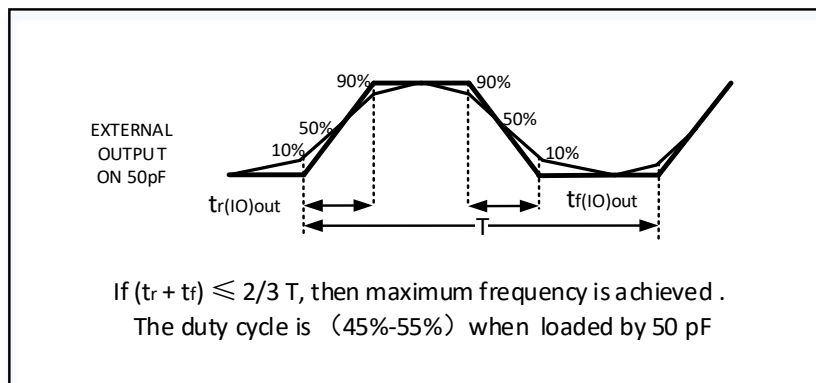 90%
90%
50%
50%
10%
10%
EXTERNAL
OUTPUT
ON 50pF
tr(IO)out
tf(IO)out
T
If (tr + tf) ≤ 2/3 T, then maximum frequency is achieved .
The duty cycle is （45%-55%）when loaded by 50 pF